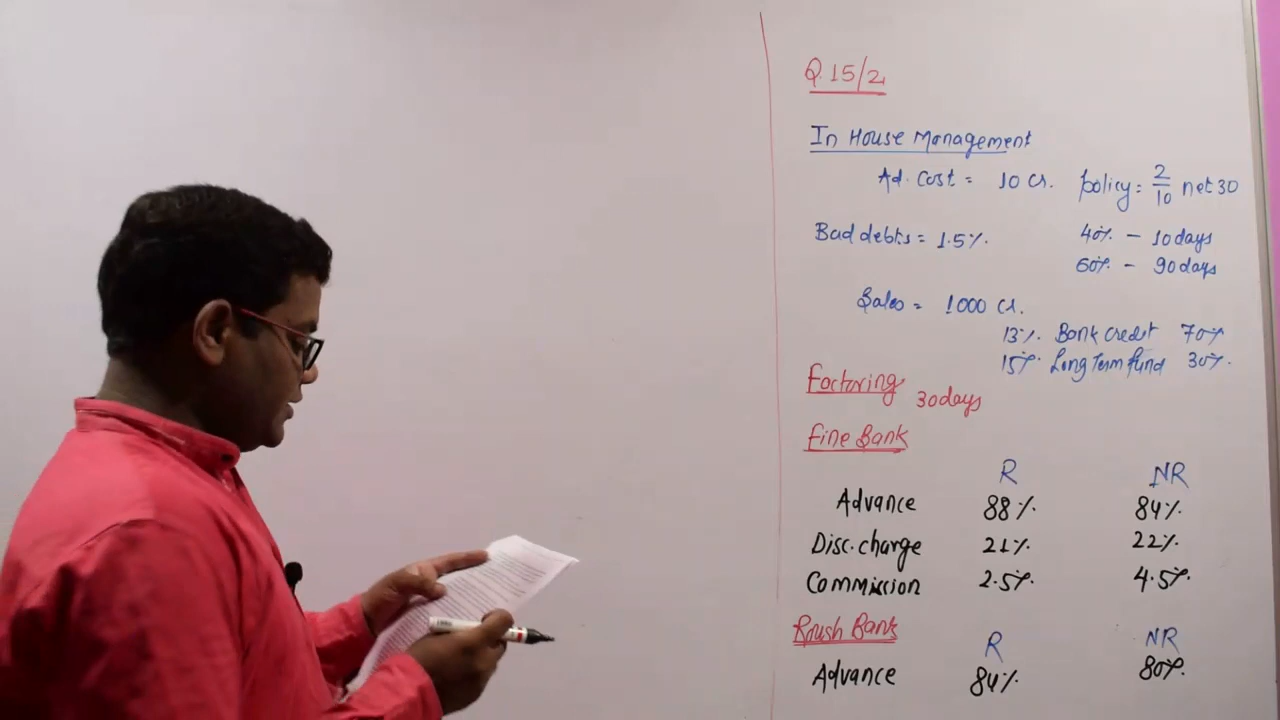 Q.15/2
In House Management
Ad. Cost = 10 Cr. policy = 2/10 net 30
Bad debts = 1.5%. 40% - 10 days
60% - 90 days
Sales = 1000 Cr.
13%. Bank credit 70%
15% Long Term fund 30%.
Factoring 30 days
Fine Bank
R NR
Advance 88% 84%.
Disc. charge 21% 22%.
Commission 2.5% 4.5%.
R NR
Advance 84% 80%.